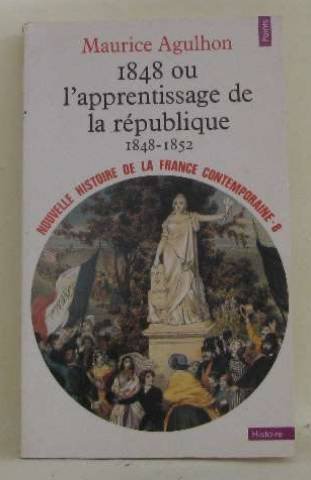 Points
Maurice Agulhon
1848 ou
l'apprentissage de
la république
1848-1852
NOUVELLE HISTOIRE DE LA FRANCE CONTEMPORAINE-8
Histoire